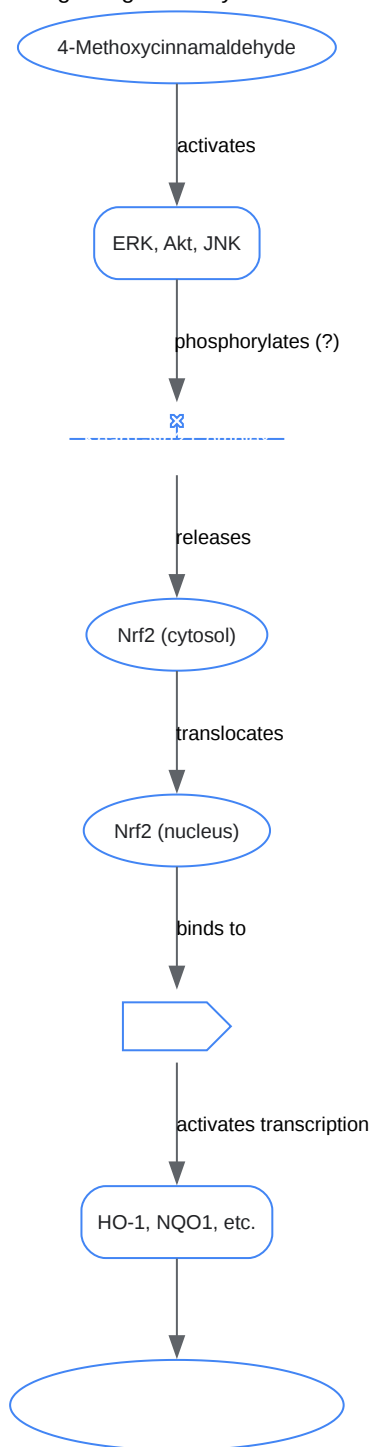 4-Methoxycinnamaldehyde
activates
ERK, Akt, JNK
phosphorylates (?)
releases
Nrf2 (cytosol)
translocates
Nrf2 (nucleus)
binds to
activates transcription
HO-1, NQO1, etc.